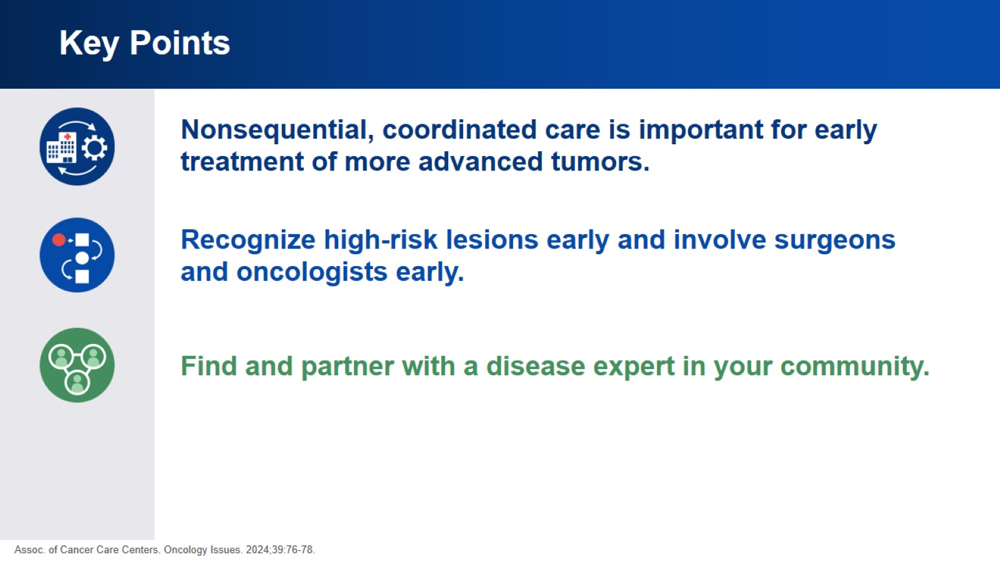 Key Points
Nonsequential, coordinated care is important for early
treatment of more advanced tumors.
Recognize high-risk lesions early and involve surgeons
and oncologists early.
Find and partner with a disease expert in your community.
Assoc. of Cancer Care Centers. Oncology Issues. 2024;39:76-78.